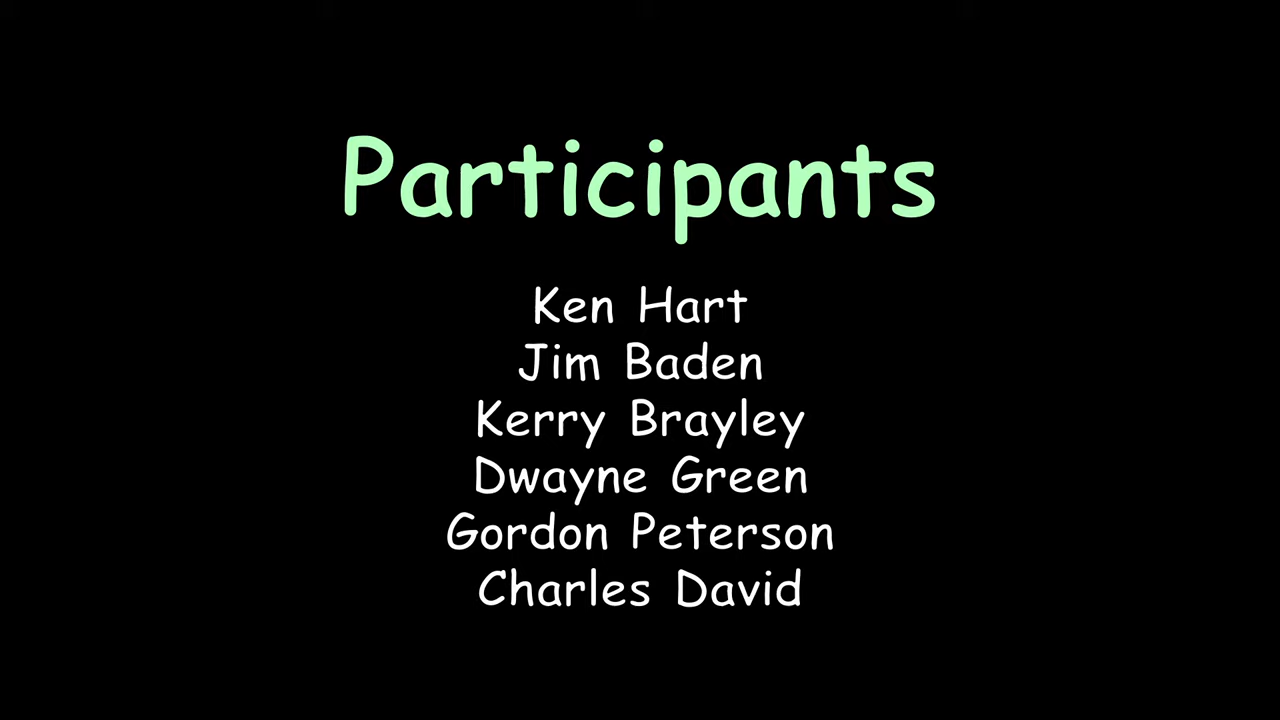 Participants
Ken Hart
Jim Baden
Kerry Brayley
Dwayne Green
Gordon Peterson
Charles David